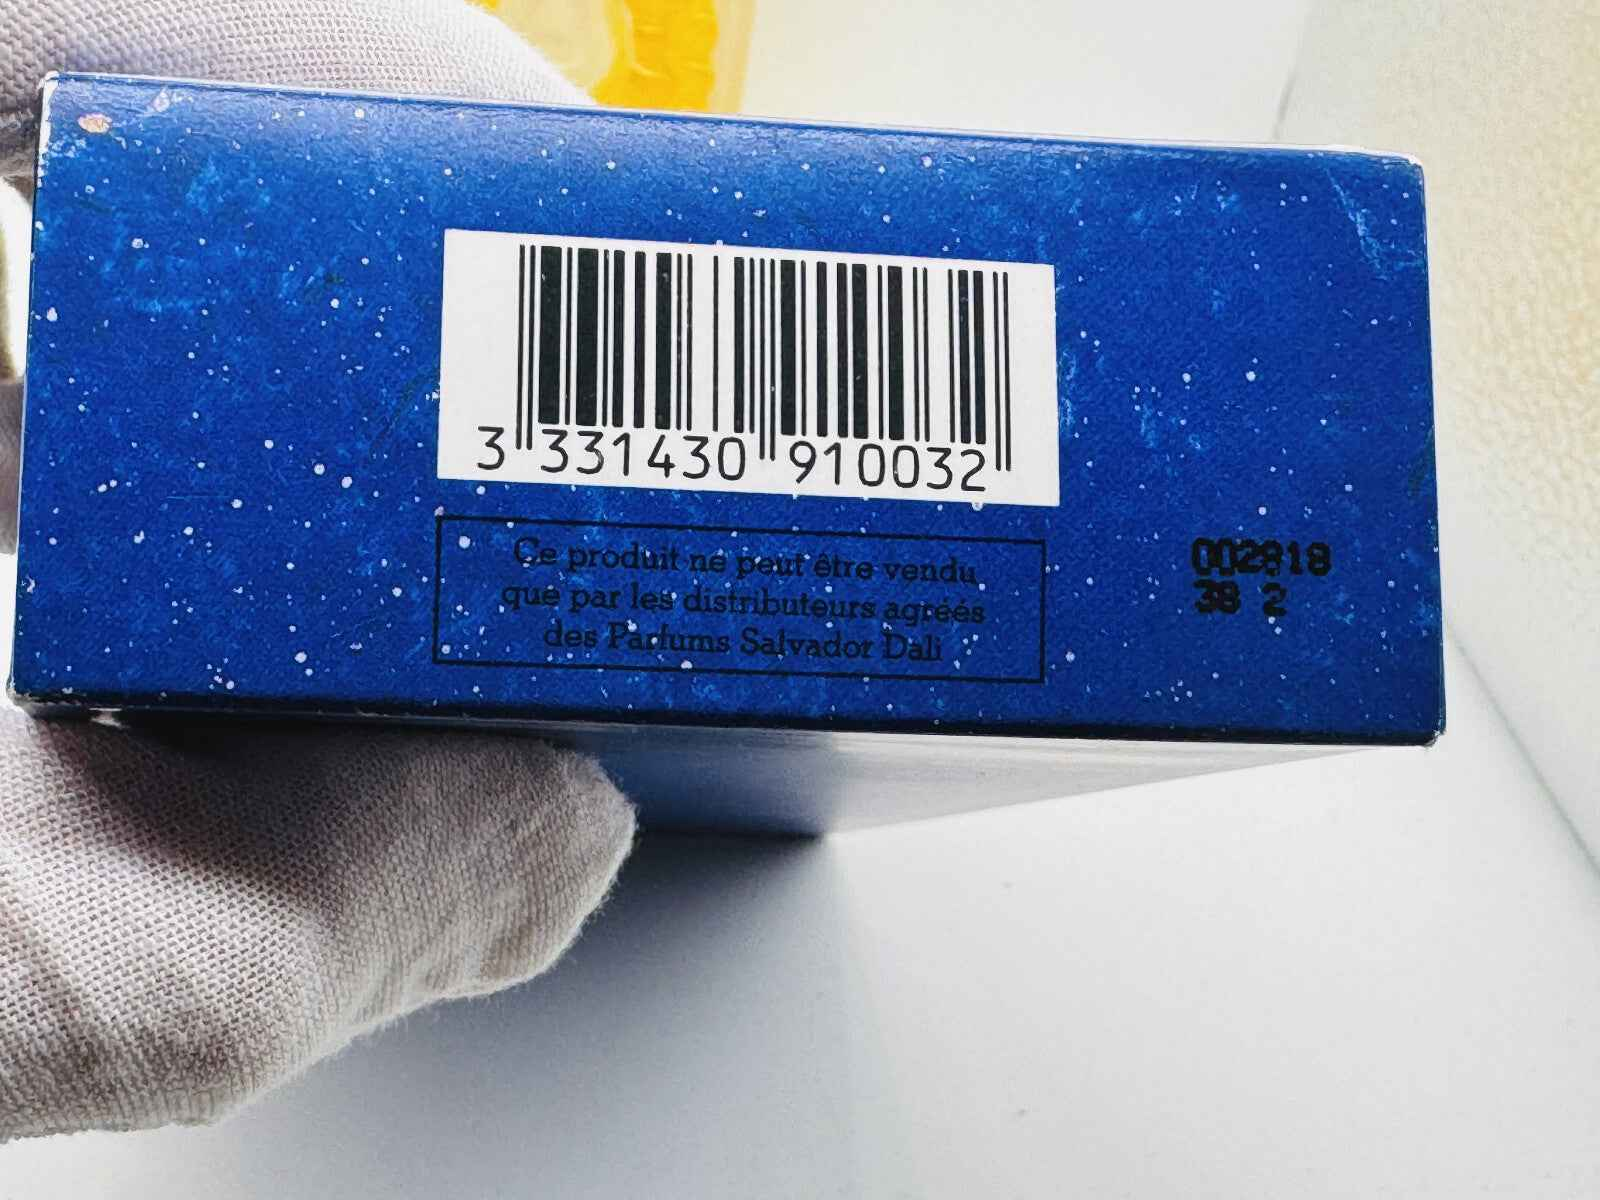 3 331430 910032
Ce produit ne peut être vendu
que par les distributeurs agréés
des Parfums Salvador Dali
002818
38 2